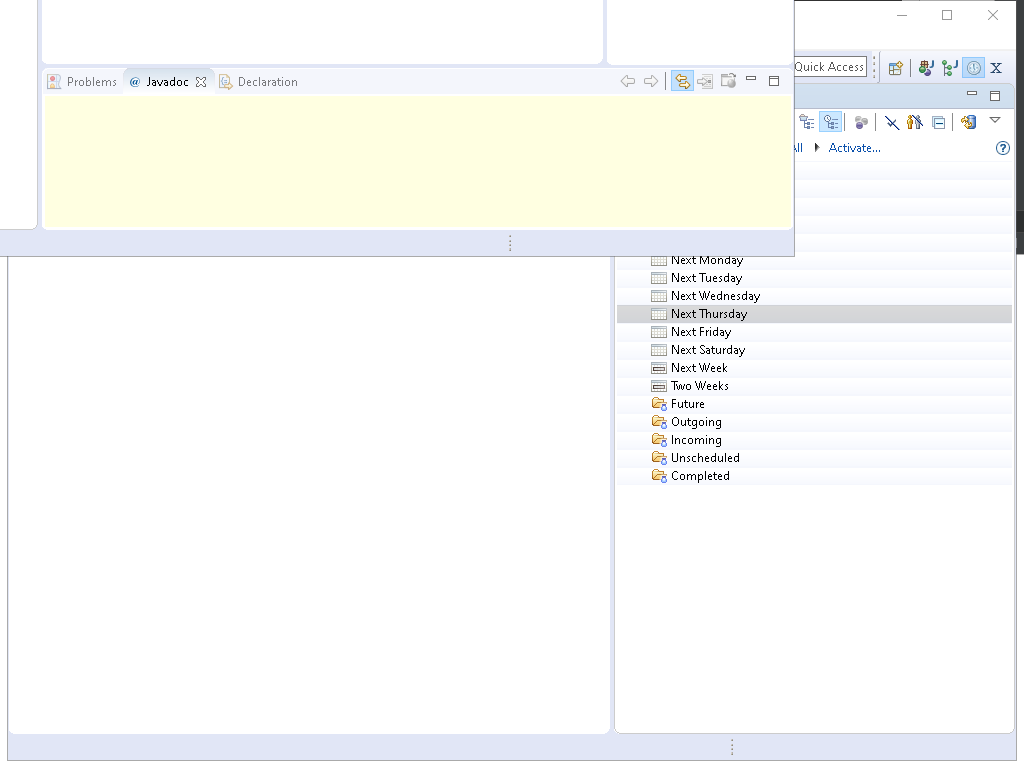 Quick Access
Problems
@ Javadoc
Declaration
Activate...
Next Monday
Next Tuesday
Next Wednesday
Next Thursday
Next Friday
Next Saturday
Next Week
Two Weeks
Future
Outgoing
Incoming
Unscheduled
Completed